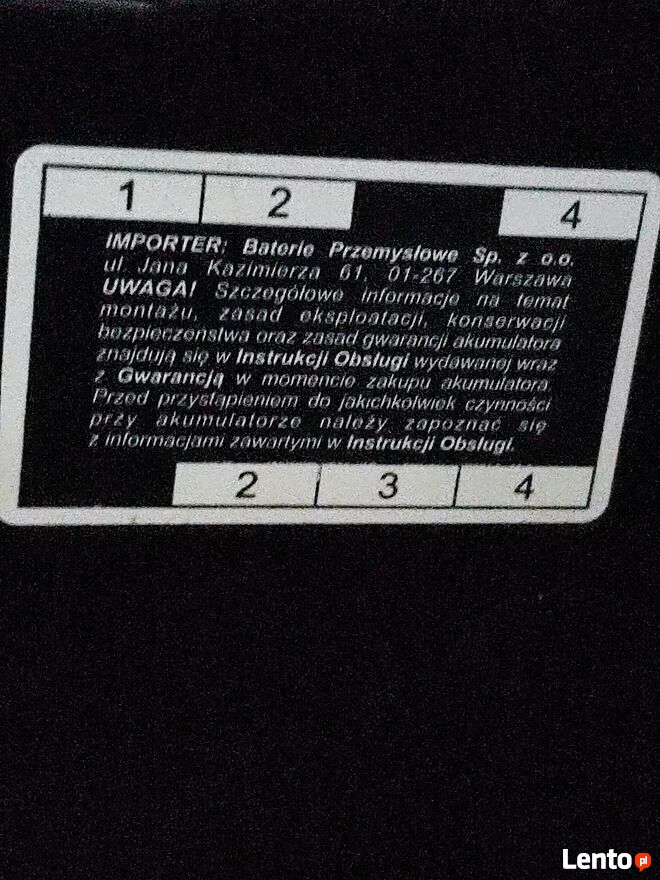 1 2 4
IMPORTER: Baterie Przemysłowe Sp. z o.o.
ul. Jana Kazimierza 61, 01-267 Warszawa
UWAGA! Szczegółowe informacje na temat
montażu, zasad eksploatacji, konserwacji
bezpieczeństwa oraz zasad gwarancji akumulatora
znajdują się w Instrukcji Obsługi wydawanej wraz
z Gwarancją w momencie zakupu akumulatora.
Przed przystąpieniem do jakichkolwiek czynności
przy akumulatorze należy zapoznać się
z informacjami zawartymi w Instrukcji Obsługi.
2 3 4
Lento pl